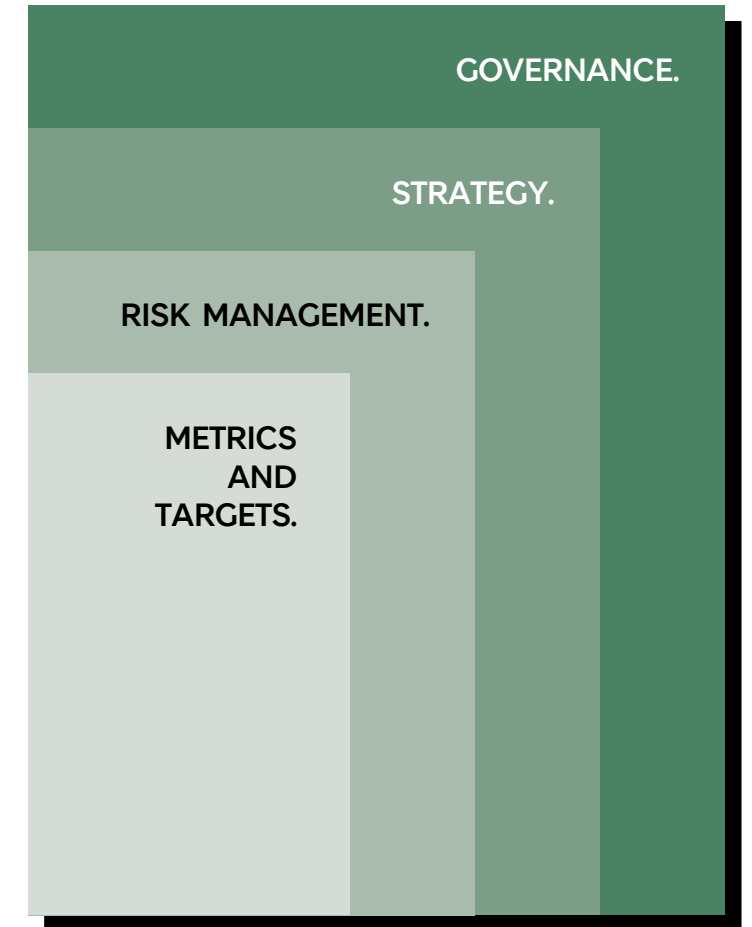 GOVERNANCE.
STRATEGY.
RISK MANAGEMENT.
METRICS
AND
TARGETS.